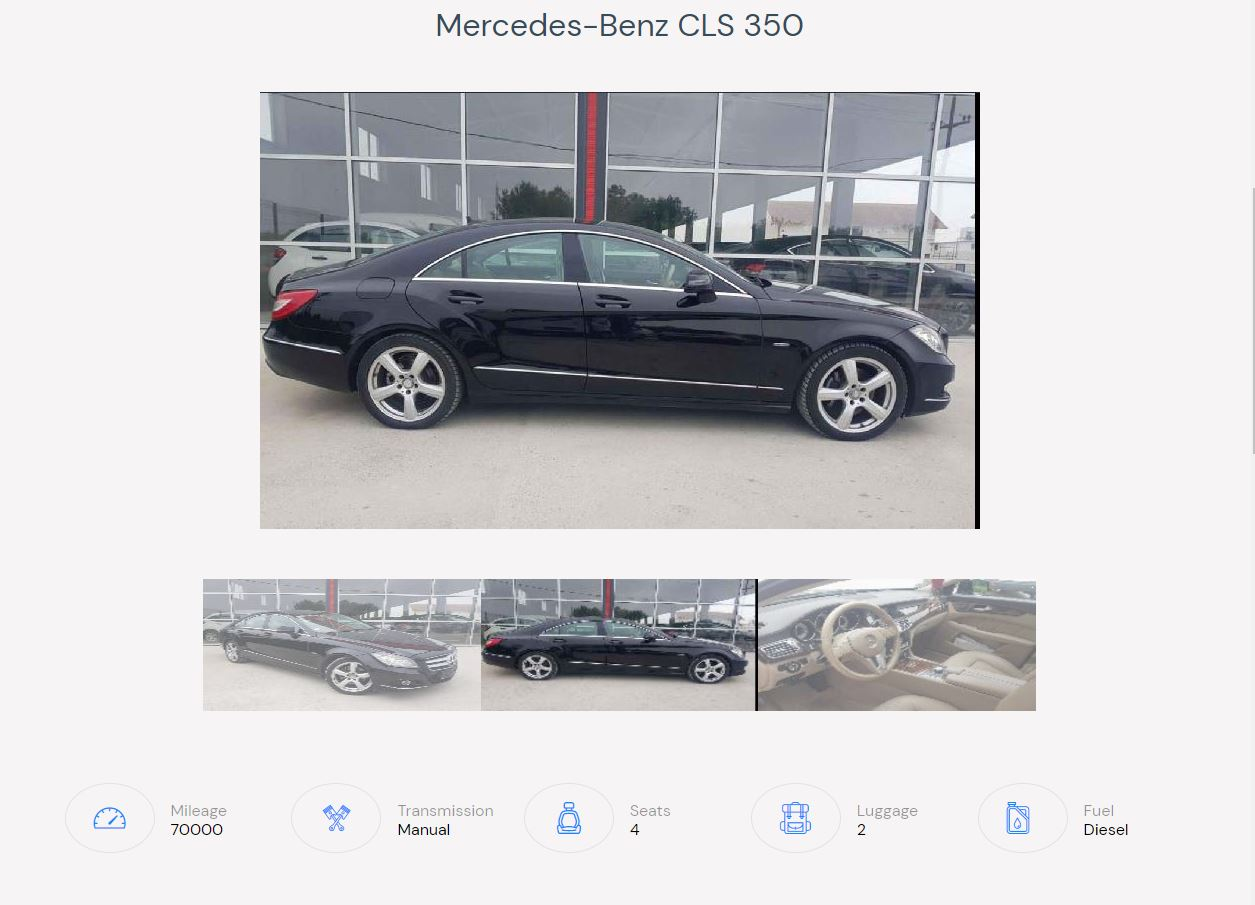 Mercedes-Benz CLS 350
Mileage
70000
Transmission
Manual
Seats
4
Luggage
2
Fuel
Diesel